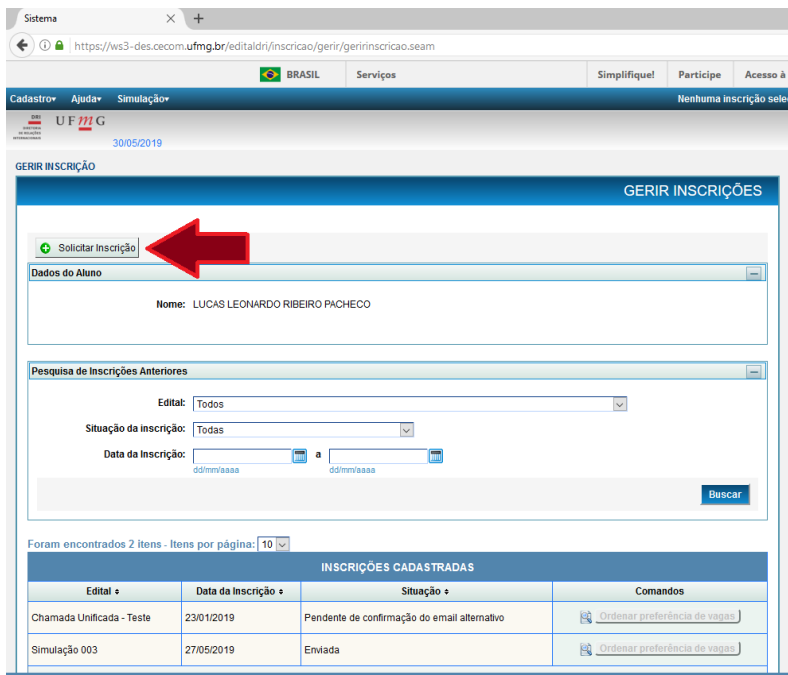 Sistema
https://ws3-des.cecom.ufmg.br/editaldri/inscricao/gerir/geririnscricao.seam
BRASIL Serviços Simplifique! Participe Acesso à
Cadastro Ajuda Simulação Nenhuma inscrição sele
DRI
DIRETORIA
DE RELAÇÕES
INTERNACIONAIS
UFMG
30/05/2019
GERIR INSCRIÇÃO
GERIR INSCRIÇÕES
Solicitar Inscrição
Dados do Aluno
Nome: LUCAS LEONARDO RIBEIRO PACHECO
Pesquisa de Inscrições Anteriores
Edital: Todos
Situação da inscrição: Todas
Data da Inscrição: a
dd/mm/aaaa dd/mm/aaaa
Buscar
Foram encontrados 2 itens - Itens por página: 10
INSCRIÇÕES CADASTRADAS
Edital Data da Inscrição Situação Comandos
Chamada Unificada - Teste 23/01/2019 Pendente de confirmação do email alternativo Ordenar preferência de vagas
Simulação 003 27/05/2019 Enviada Ordenar preferência de vagas